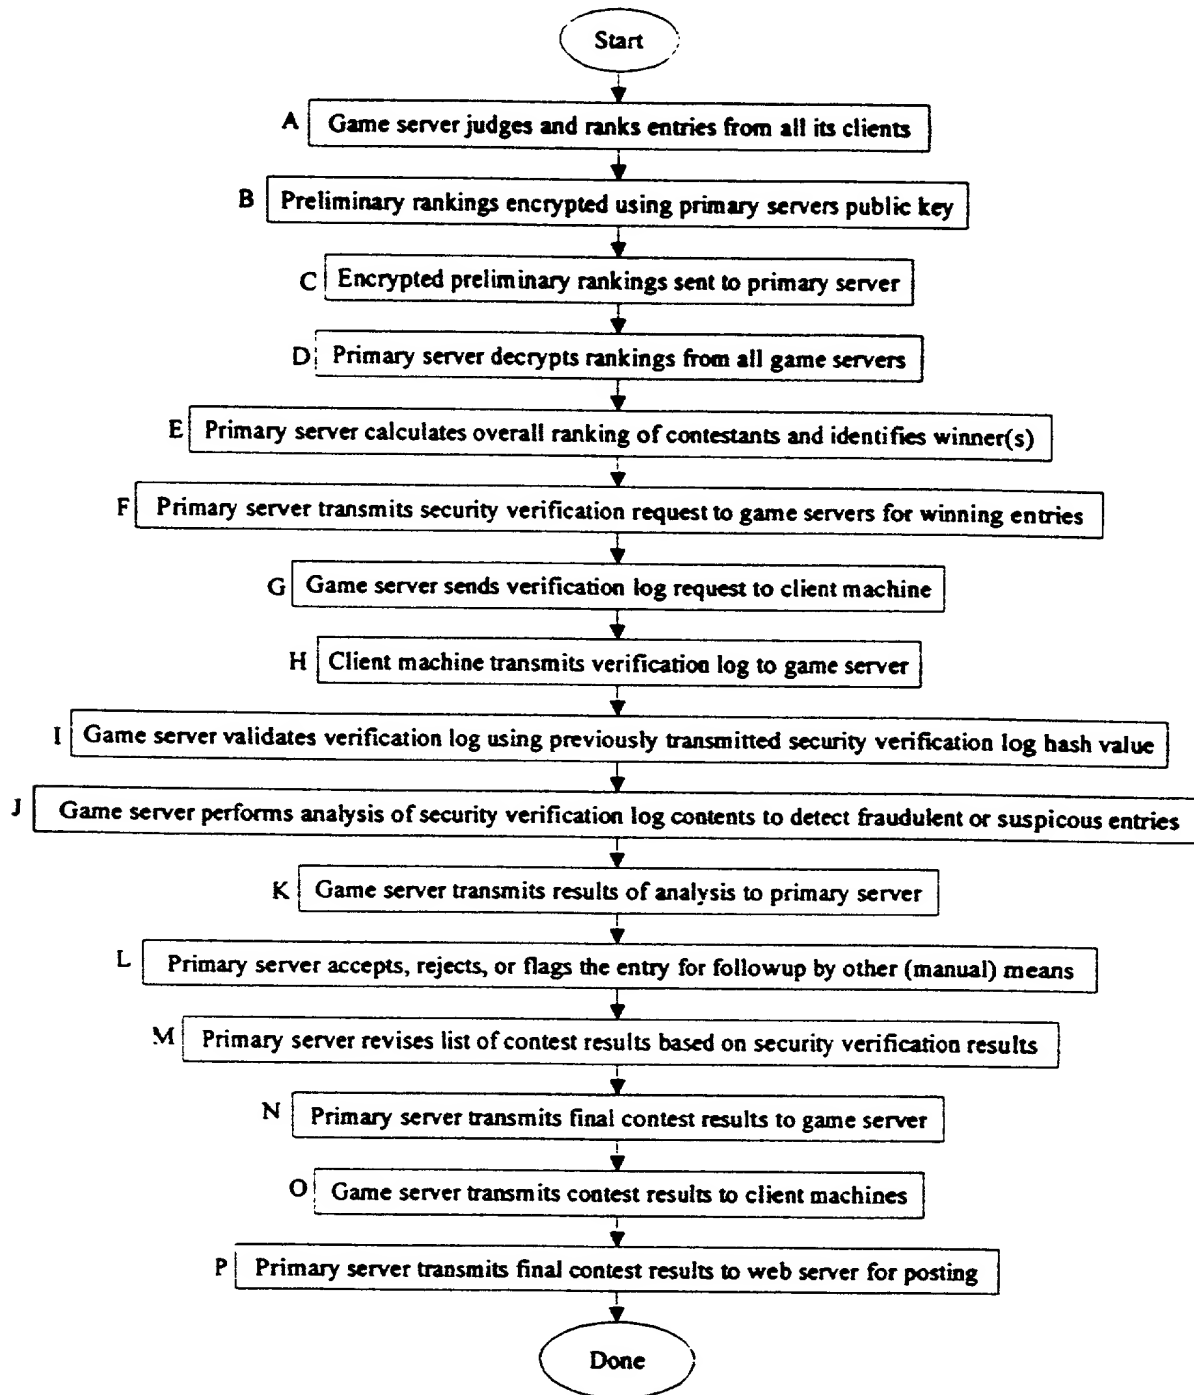 Start
A Game server judges and ranks entries from all its clients
B Preliminary rankings encrypted using primary servers public key
C Encrypted preliminary rankings sent to primary server
D Primary server decrypts rankings from all game servers
E Primary server calculates overall ranking of contestants and identifies winner(s)
F Primary server transmits security verification request to game servers for winning entries
G Game server sends verification log request to client machine
H Client machine transmits verification log to game server
I Game server validates verification log using previously transmitted security verification log hash value
J Game server performs analysis of security verification log contents to detect fraudulent or suspicous entries
K Game server transmits results of analysis to primary server
L Primary server accepts, rejects, or flags the entry for followup by other (manual) means
M Primary server revises list of contest results based on security verification results
N Primary server transmits final contest results to game server
O Game server transmits contest results to client machines
P Primary server transmits final contest results to web server for posting
Done